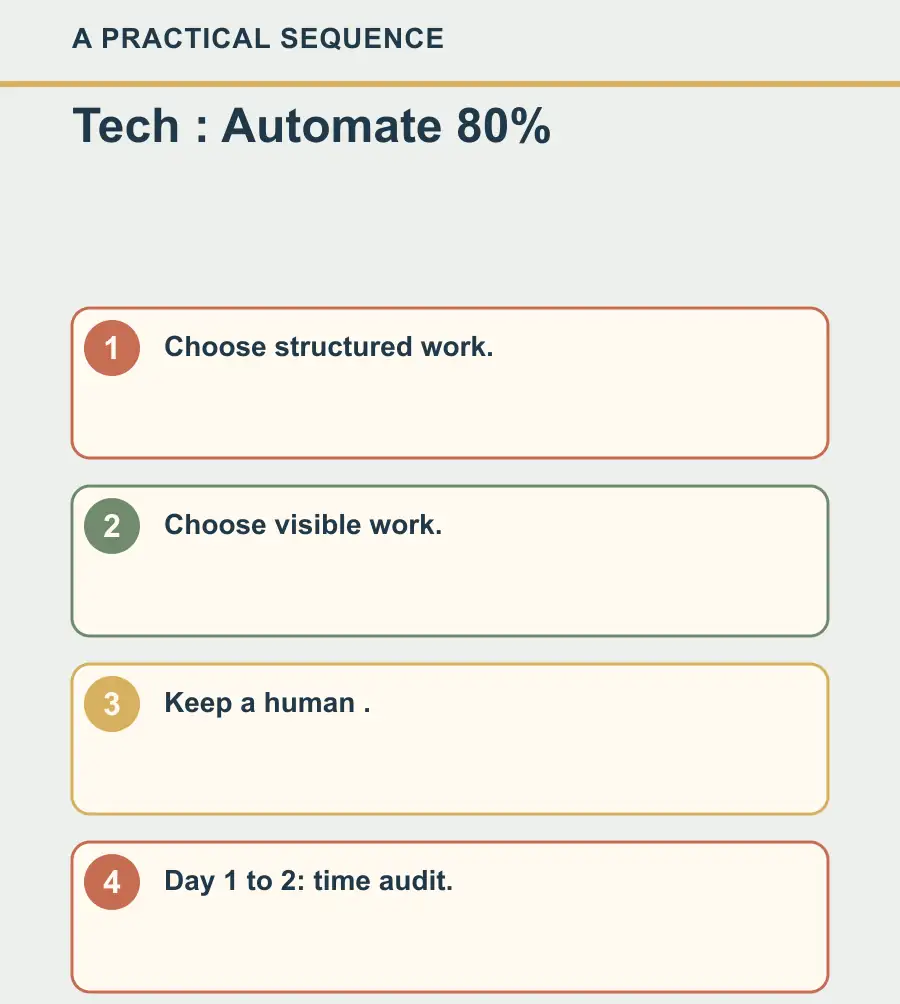 A PRACTICAL SEQUENCE
Tech : Automate 80%
1 Choose structured work.
2 Choose visible work.
3 Keep a human .
4 Day 1 to 2: time audit.